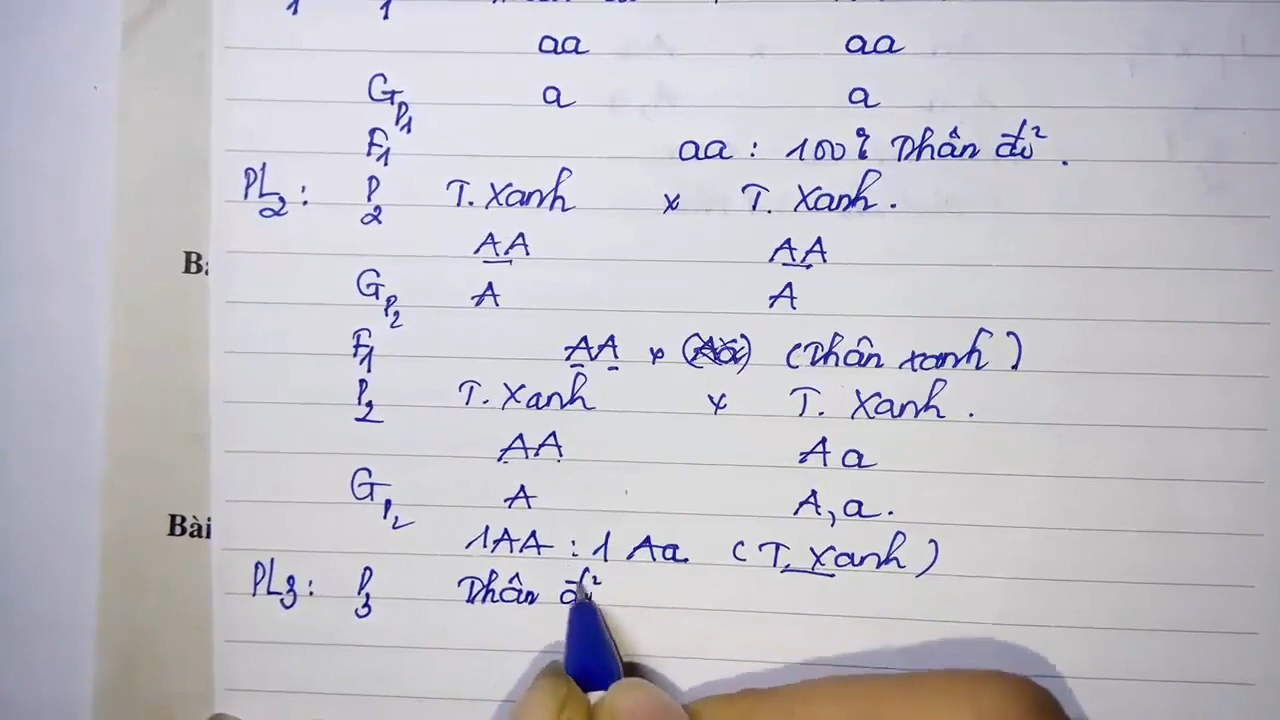 aa aa
G P1 a a
F1 aa : 100% Thân đỏ.
PL2 : P2 T. Xanh x T. Xanh.
AA AA
G P2 A A
F1 AA x (Thân xanh)
P2 T. Xanh x T. Xanh.
AA Aa
G P2 A A, a.
1AA : 1 Aa (T. Xanh)
PL3 : P3 Thân đỏ
Bài